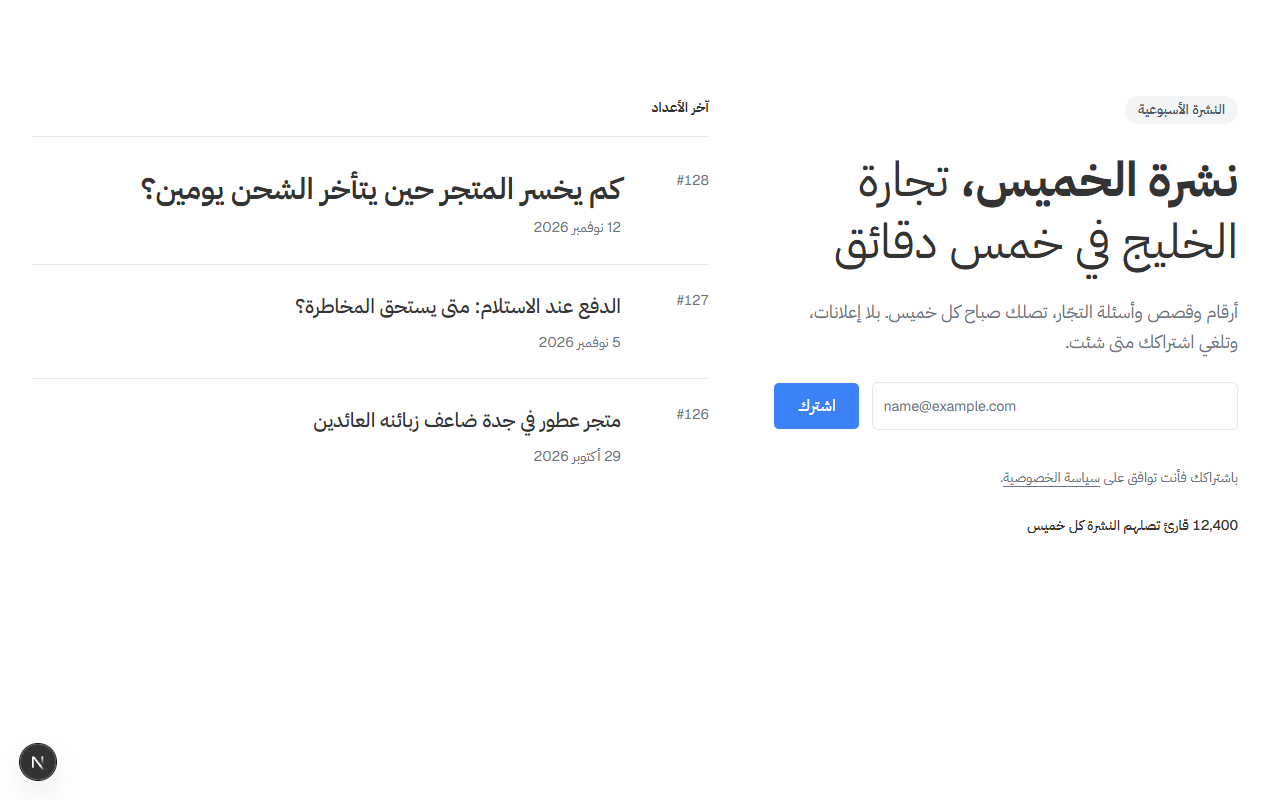 النشرة الأسبوعية
نشرة الخميس، تجارة
الخليج في خمس دقائق
أرقام وقصص وأسئلة التجّار، تصلك صباح كل خميس. بلا إعلانات،
وتلغي اشتراكك متى شئت.
name@example.com
اشترك
باشتراكك فأنت توافق على سياسة الخصوصية.
12,400 قارئ تصلهم النشرة كل خميس
آخر الأعداد
#128
كم يخسر المتجر حين يتأخر الشحن يومين؟
12 نوفمبر 2026
#127
الدفع عند الاستلام: متى يستحق المخاطرة؟
5 نوفمبر 2026
#126
متجر عطور في جدة ضاعف زبائنه العائدين
29 أكتوبر 2026
N